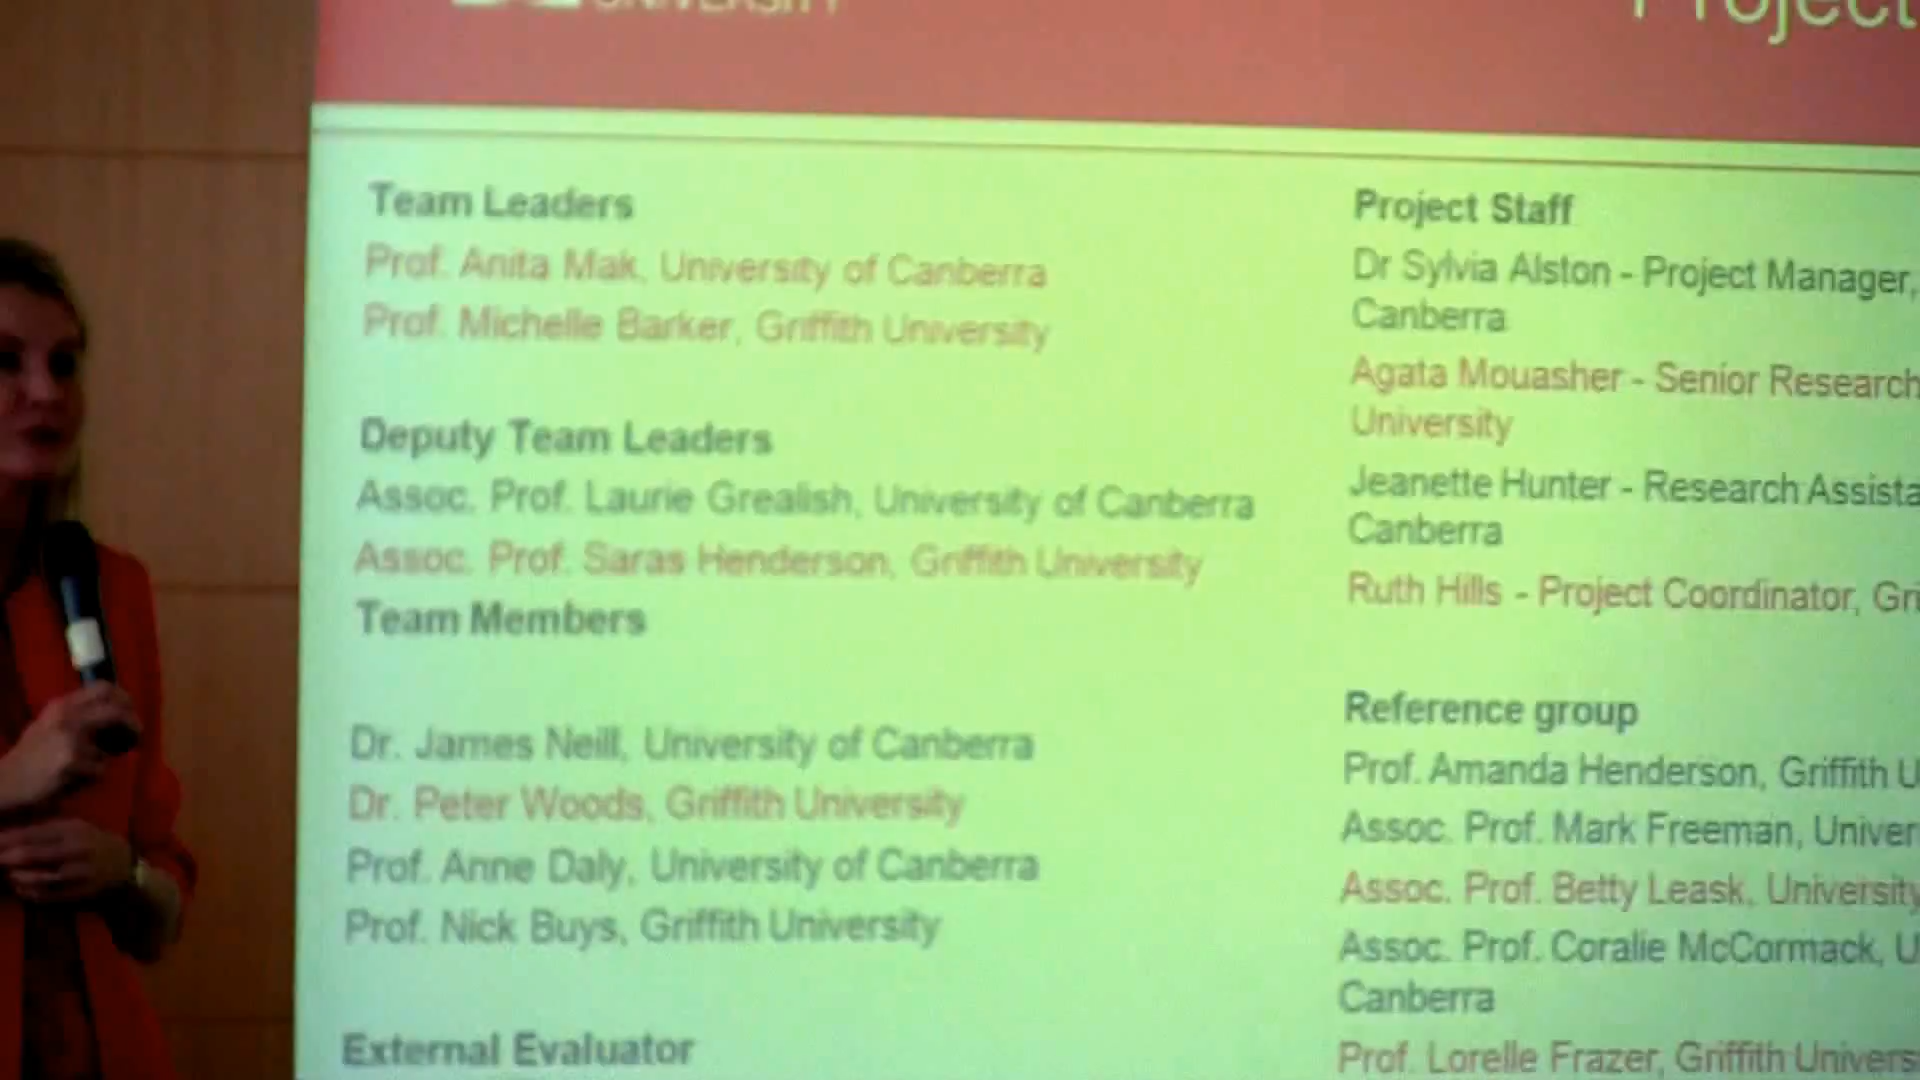 UNIVERSITY
Project
Team Leaders
Prof. Anita Mak, University of Canberra
Prof. Michelle Barker, Griffith University
Deputy Team Leaders
Assoc. Prof. Laurie Grealish, University of Canberra
Assoc. Prof. Saras Henderson, Griffith University
Team Members
Dr. James Neill, University of Canberra
Dr. Peter Woods, Griffith University
Prof. Anne Daly, University of Canberra
Prof. Nick Buys, Griffith University
External Evaluator
Project Staff
Dr Sylvia Alston - Project Manager,
Canberra
Agata Mouasher - Senior Research
University
Jeanette Hunter - Research Assista
Canberra
Ruth Hills - Project Coordinator, Gri
Reference group
Prof. Amanda Henderson, Griffith U
Assoc. Prof. Mark Freeman, Univer
Assoc. Prof. Betty Leask, University
Assoc. Prof. Coralie McCormack, U
Canberra
Prof. Lorelle Frazer, Griffith Univers